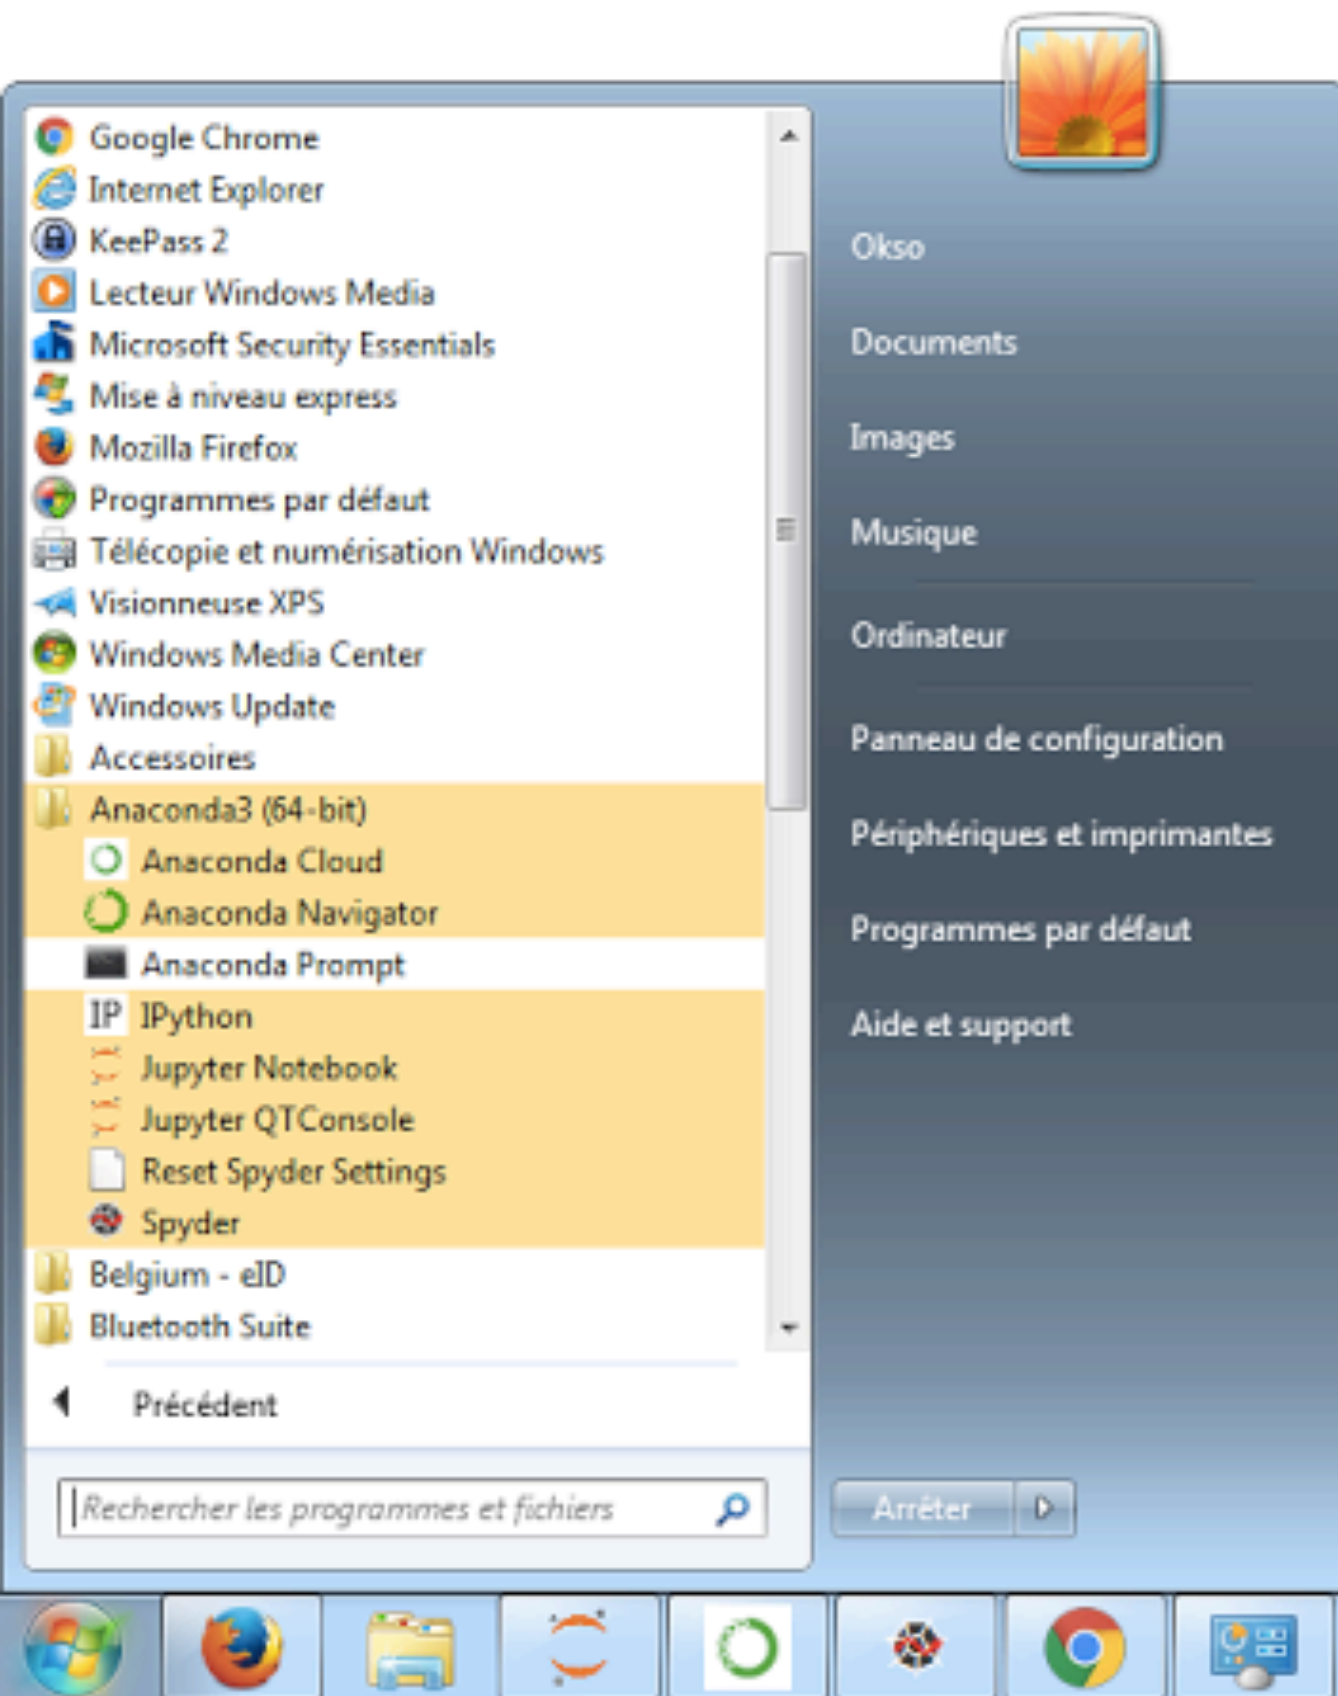 Google Chrome
Internet Explorer
KeePass 2
Lecteur Windows Media
Microsoft Security Essentials
Mise à niveau express
Mozilla Firefox
Programmes par défaut
Télécopie et numérisation Windows
Visionneuse XPS
Windows Media Center
Windows Update
Accessoires
Anaconda3 (64-bit)
Anaconda Cloud
Anaconda Navigator
Anaconda Prompt
IP IPython
Jupyter Notebook
Jupyter QTConsole
Reset Spyder Settings
Spyder
Belgium - eID
Bluetooth Suite
Précédent
Rechercher les programmes et fichiers
Okso
Documents
Images
Musique
Ordinateur
Panneau de configuration
Périphériques et imprimantes
Programmes par défaut
Aide et support
Arrêter